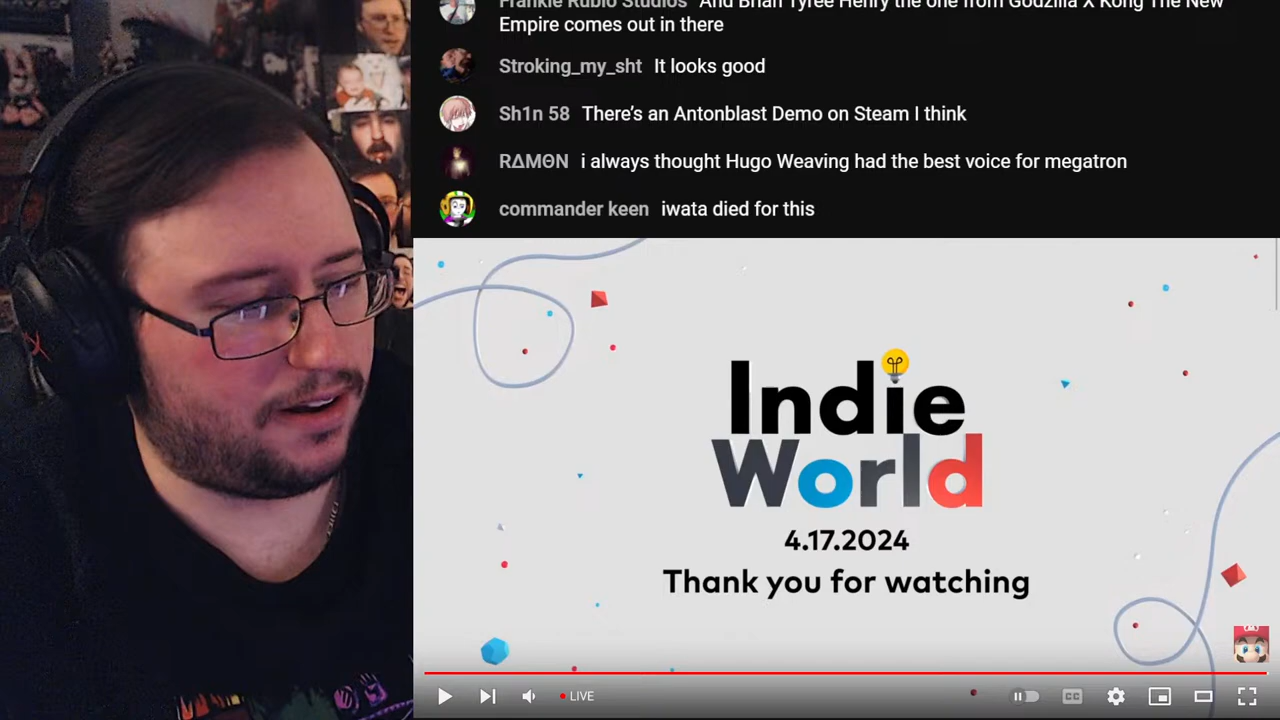 Frankie Rubio Studios And Brian Tyree Henry the one from Godzilla X Kong The New
Empire comes out in there
Stroking_my_sht It looks good
Sh1n 58 There’s an Antonblast Demo on Steam I think
RΔMΘN i always thought Hugo Weaving had the best voice for megatron
commander keen iwata died for this
Indie
World
4.17.2024
Thank you for watching
LIVE
CC